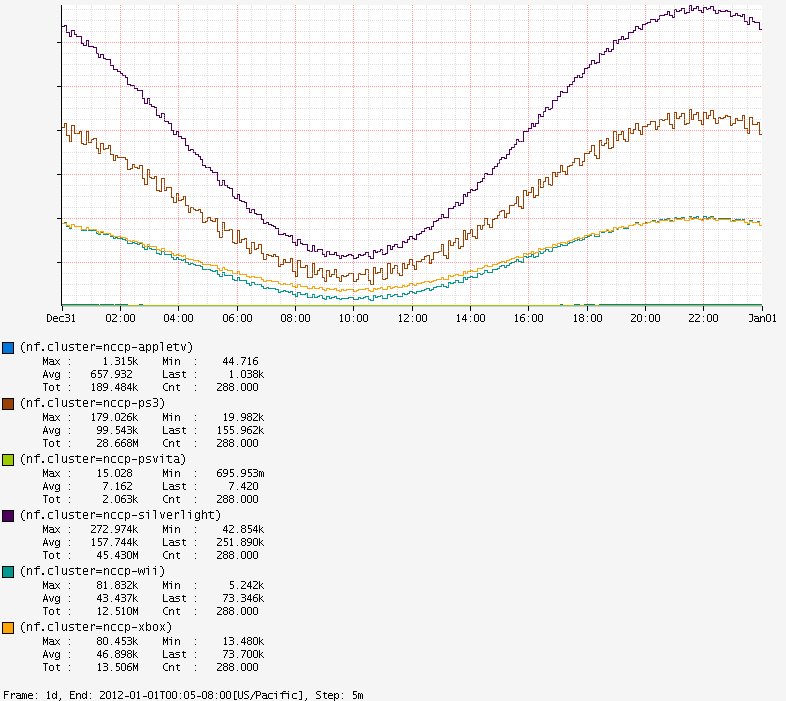 Dec31 02:00 04:00 06:00 08:00 10:00 12:00 14:00 16:00 18:00 20:00 22:00 Jan01
(nf.cluster=nccp-appletv)
Max : 1.315k Min : 44.716
Avg : 657.932 Last : 1.038k
Tot : 189.484k Cnt : 288.000
(nf.cluster=nccp-ps3)
Max : 179.026k Min : 19.982k
Avg : 99.543k Last : 155.962k
Tot : 28.668M Cnt : 288.000
(nf.cluster=nccp-psvita)
Max : 15.028 Min : 695.953m
Avg : 7.162 Last : 7.420
Tot : 2.063k Cnt : 288.000
(nf.cluster=nccp-silverlight)
Max : 272.974k Min : 42.854k
Avg : 157.744k Last : 251.890k
Tot : 45.430M Cnt : 288.000
(nf.cluster=nccp-wii)
Max : 81.832k Min : 5.242k
Avg : 43.437k Last : 73.346k
Tot : 12.510M Cnt : 288.000
(nf.cluster=nccp-xbox)
Max : 80.453k Min : 13.480k
Avg : 46.898k Last : 73.700k
Tot : 13.506M Cnt : 288.000
Frame: 1d, End: 2012-01-01T00:05-08:00[US/Pacific], Step: 5m